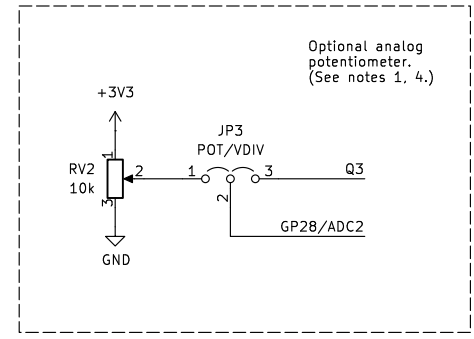 Optional analog
potentiometer.
(See notes 1, 4.)
+3V3
JP3
POT/VDIV
RV2
10k
1
2
3
1
2
3
Q3
GP28/ADC2
GND